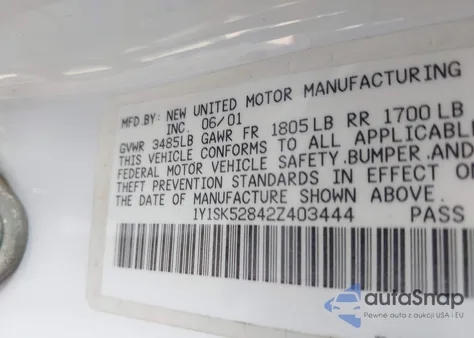 MFD.BY: NEW UNITED MOTOR MANUFACTURING
INC. 06/01
GVWR 3485LB GAWR FR 1805LB RR 1700LB
THIS VEHICLE CONFORMS TO ALL APPLICABLE
FEDERAL MOTOR VEHICLE SAFETY.BUMPER.AND
THEFT PREVENTION STANDARDS IN EFFECT O
THE DATE OF MANUFACTURE SHOWN ABOVE.
1Y1SK52842Z403444 PASS
autoSnap
Pewne auta z aukcji USA i EU